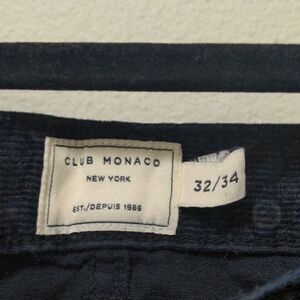 CLUB MONACO
NEW YORK
EST./DEPUIS 1985
32/34